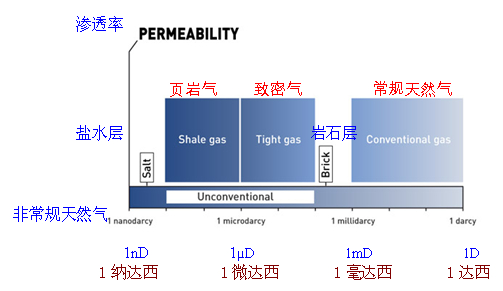 渗透率
PERMEABILITY
页岩气 致密气 常规天然气
盐水层 Salt Shale gas Tight gas 岩石层 Brick Conventional gas
Unconventional
非常规天然气
1 nanodarcy 1 microdarcy 1 millidarcy 1 darcy
1nD 1μD 1mD 1D
1纳达西 1微达西 1毫达西 1达西